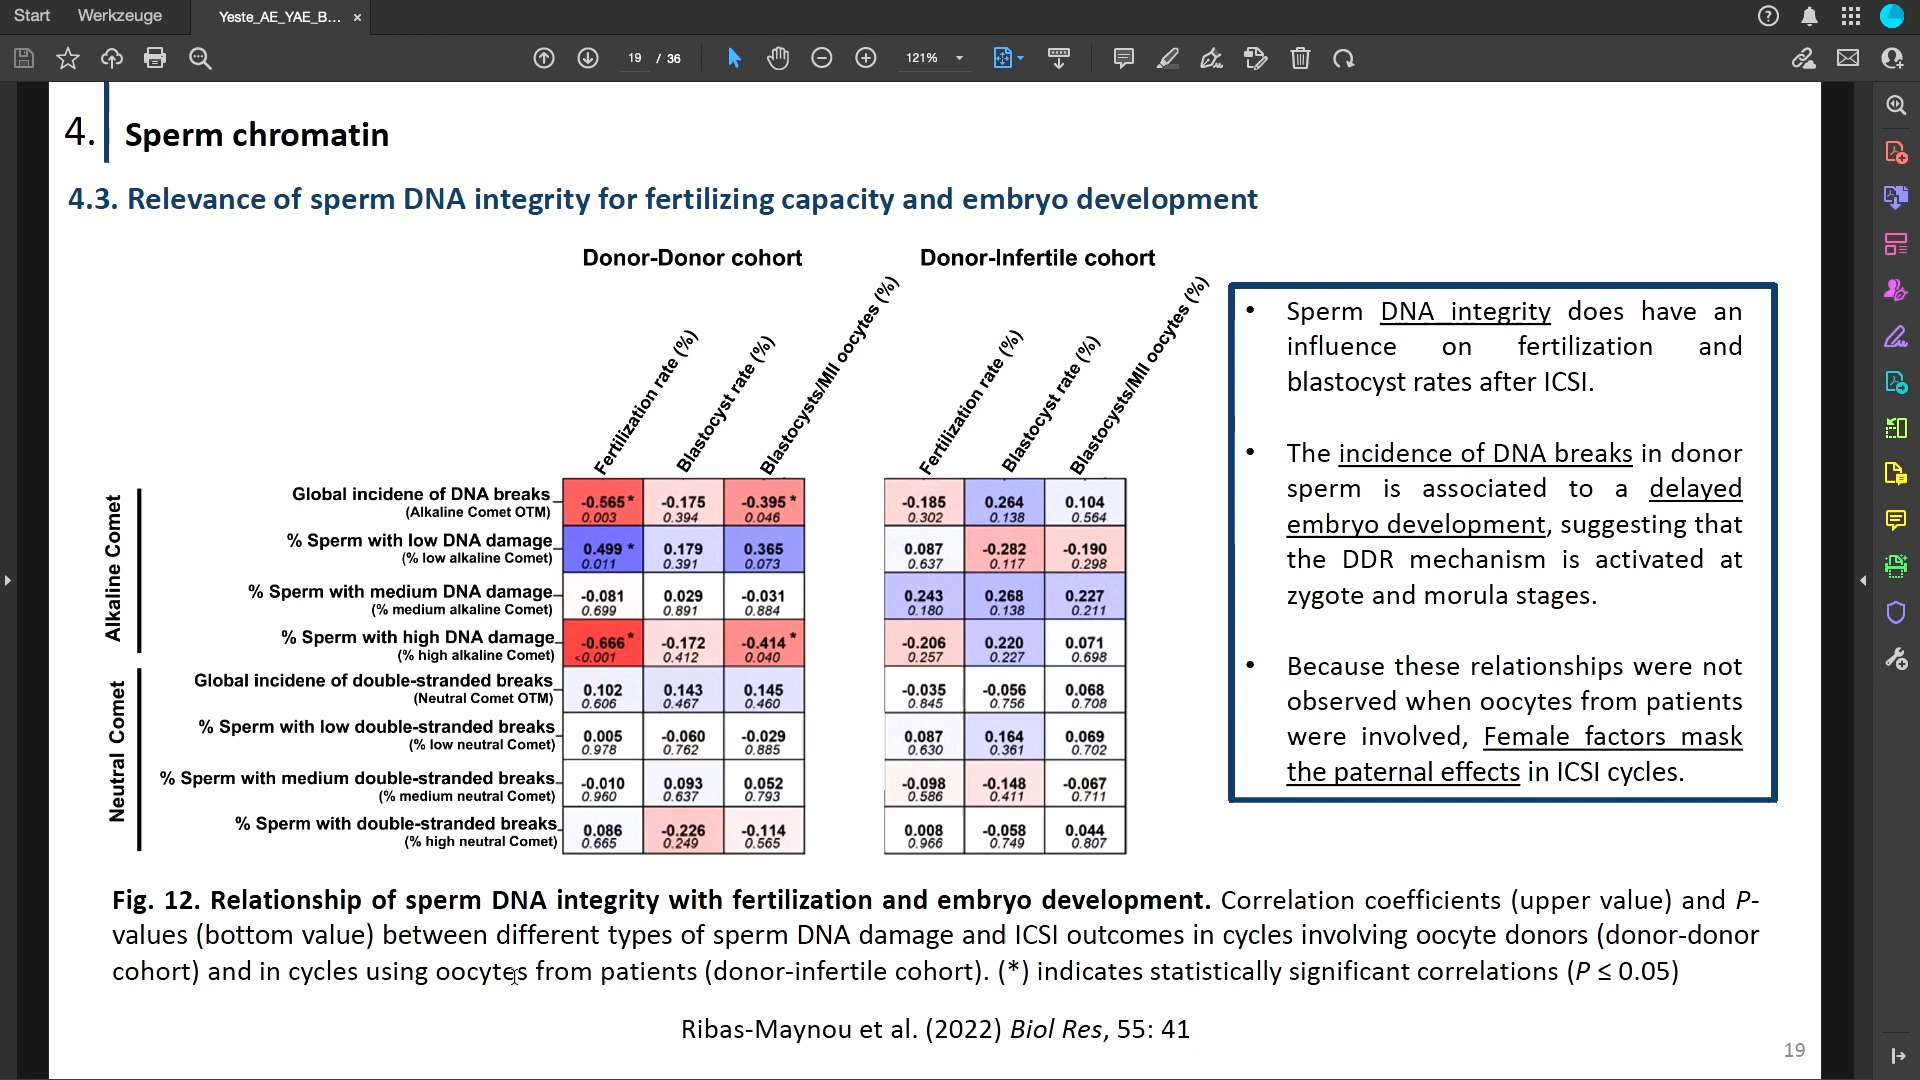 Start
Werkzeuge
Yeste_AE_YAE_B... ×
19 / 36
121%
4. Sperm chromatin
4.3. Relevance of sperm DNA integrity for fertilizing capacity and embryo development
Donor-Donor cohort
Donor-Infertile cohort
Fertilization rate (%)
Blastocyst rate (%)
Blastocysts/MII oocytes (%)
Fertilization rate (%)
Blastocyst rate (%)
Blastocysts/MII oocytes (%)
Alkaline Comet
Global incidene of DNA breaks -0.565* -0.175 -0.395* -0.185 0.264 0.104
(Alkaline Comet OTM) 0.003 0.394 0.046 0.302 0.138 0.564
% Sperm with low DNA damage 0.499* 0.179 0.365 0.087 -0.282 -0.190
(% low alkaline Comet) 0.011 0.391 0.073 0.637 0.117 0.298
% Sperm with medium DNA damage -0.081 0.029 -0.031 0.243 0.268 0.227
(% medium alkaline Comet) 0.699 0.891 0.884 0.180 0.138 0.211
% Sperm with high DNA damage -0.666* -0.172 -0.414* -0.206 0.220 0.071
(% high alkaline Comet) <0.001 0.412 0.040 0.257 0.227 0.698
Neutral Comet
Global incidene of double-stranded breaks 0.102 0.143 0.145 -0.035 -0.056 0.068
(Neutral Comet OTM) 0.606 0.467 0.460 0.845 0.756 0.708
% Sperm with low double-stranded breaks 0.005 -0.060 -0.029 0.087 0.164 0.069
(% low neutral Comet) 0.978 0.762 0.885 0.630 0.361 0.702
% Sperm with medium double-stranded breaks -0.010 0.093 0.052 -0.098 -0.148 -0.067
(% medium neutral Comet) 0.960 0.637 0.793 0.586 0.411 0.711
% Sperm with double-stranded breaks 0.086 -0.226 -0.114 0.008 -0.058 0.044
(% high neutral Comet) 0.665 0.249 0.565 0.966 0.749 0.807
• Sperm DNA integrity does have an
influence on fertilization and
blastocyst rates after ICSI.
• The incidence of DNA breaks in donor
sperm is associated to a delayed
embryo development, suggesting that
the DDR mechanism is activated at
zygote and morula stages.
• Because these relationships were not
observed when oocytes from patients
were involved, Female factors mask
the paternal effects in ICSI cycles.
Fig. 12. Relationship of sperm DNA integrity with fertilization and embryo development. Correlation coefficients (upper value) and P-
values (bottom value) between different types of sperm DNA damage and ICSI outcomes in cycles involving oocyte donors (donor-donor
cohort) and in cycles using oocytes from patients (donor-infertile cohort). (*) indicates statistically significant correlations (P ≤ 0.05)
Ribas-Maynou et al. (2022) Biol Res, 55: 41
19